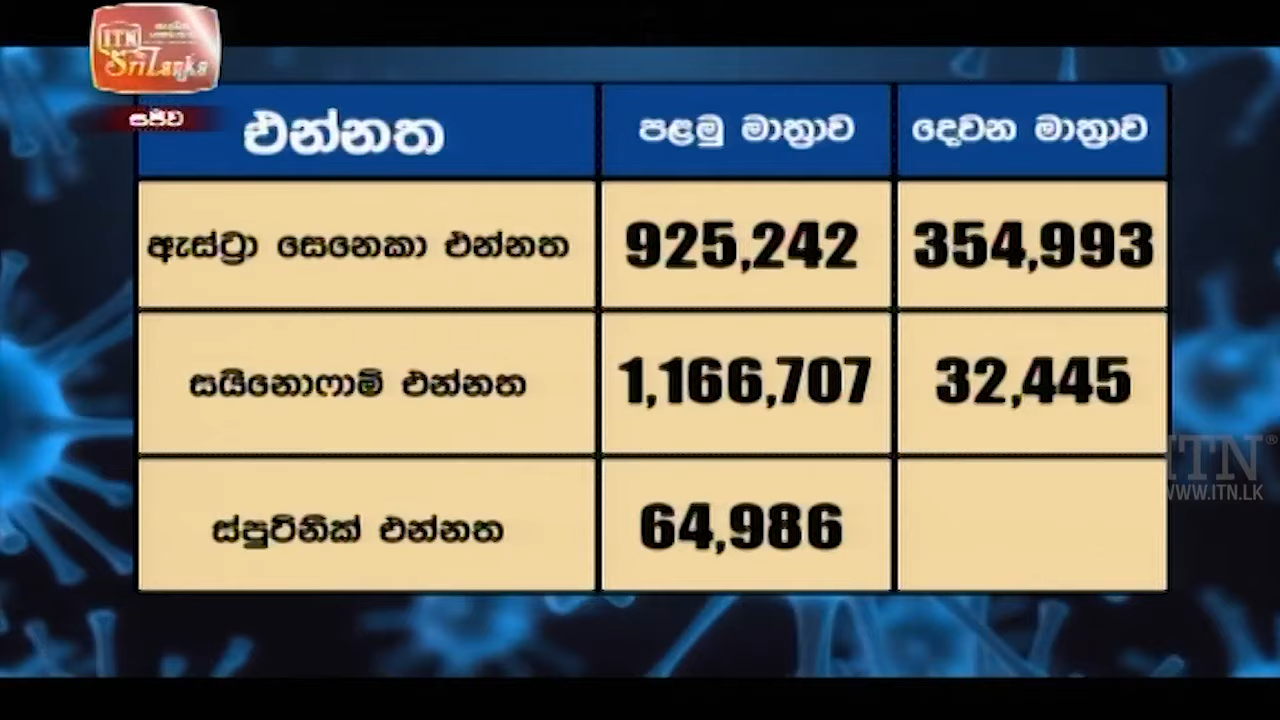 ITN
Sri Lanka
සජීව
එන්නත
පළමු මාත්‍රාව
දෙවන මාත්‍රාව
ඇස්ට්‍රා සෙනෙකා එන්නත
925,242
354,993
සයිනොෆාම් එන්නත
1,166,707
32,445
ස්පුට්නික් එන්නත
64,986
ITN®
WWW.ITN.LK